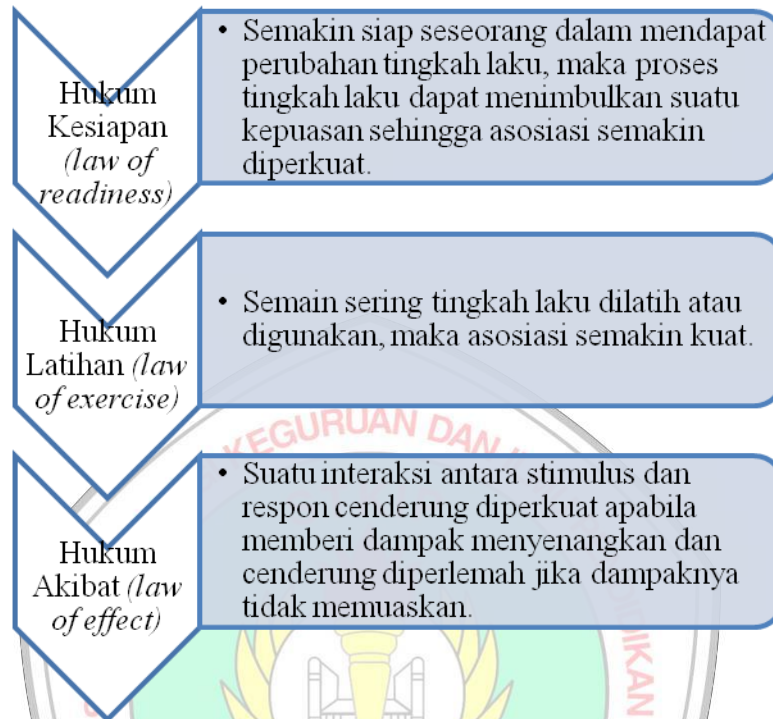 Hukum
Kesiapan
(law of
readiness)
• Semakin siap seseorang dalam mendapat
perubahan tingkah laku, maka proses
tingkah laku dapat menimbulkan suatu
kepuasan sehingga asosiasi semakin
diperkuat.
Hukum
Latihan (law
of exercise)
• Semain sering tingkah laku dilatih atau
digunakan, maka asosiasi semakin kuat.
Hukum
Akibat (law
of effect)
• Suatu interaksi antara stimulus dan
respon cenderung diperkuat apabila
memberi dampak menyenangkan dan
cenderung diperlemah jika dampaknya
tidak memuaskan.
KEGURUAN DAN